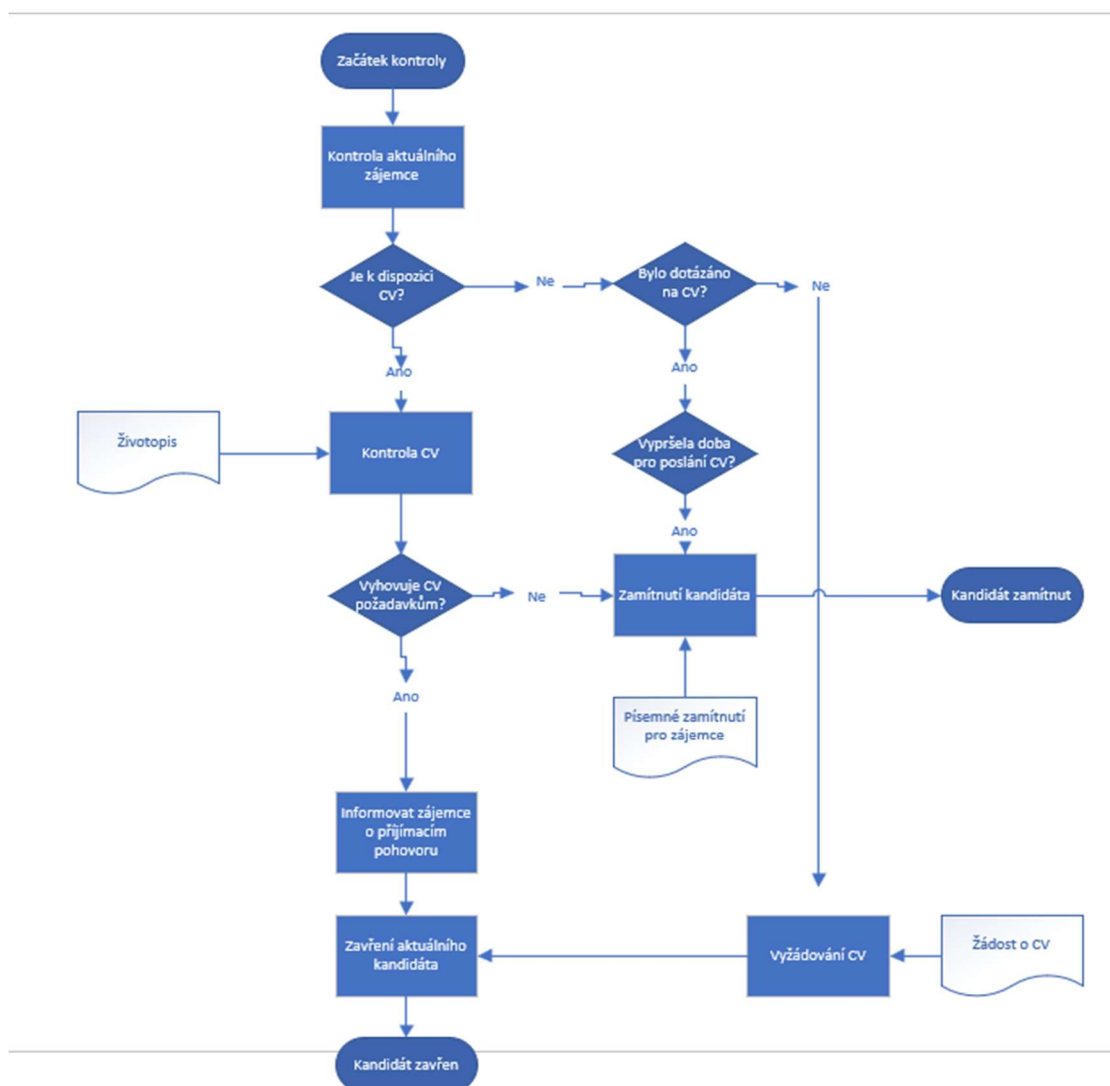 Začátek kontroly
Kontrola aktuálního
zájemce
Je k dispozici
CV?
Ne
Bylo dotázáno
na CV?
Ne
Ano
Ano
Životopis
Kontrola CV
Vypršela doba
pro poslání CV?
Ano
Vyhovuje CV
požadavkům?
Ne
Zamítnutí kandidáta
Kandidát zamítnut
Ano
Písemné zamítnutí
pro zájemce
Informovat zájemce
o příjímacím
pohovoru
Zavření aktuálního
kandidáta
Vyžádování CV
Žádost o CV
Kandidát zavřen